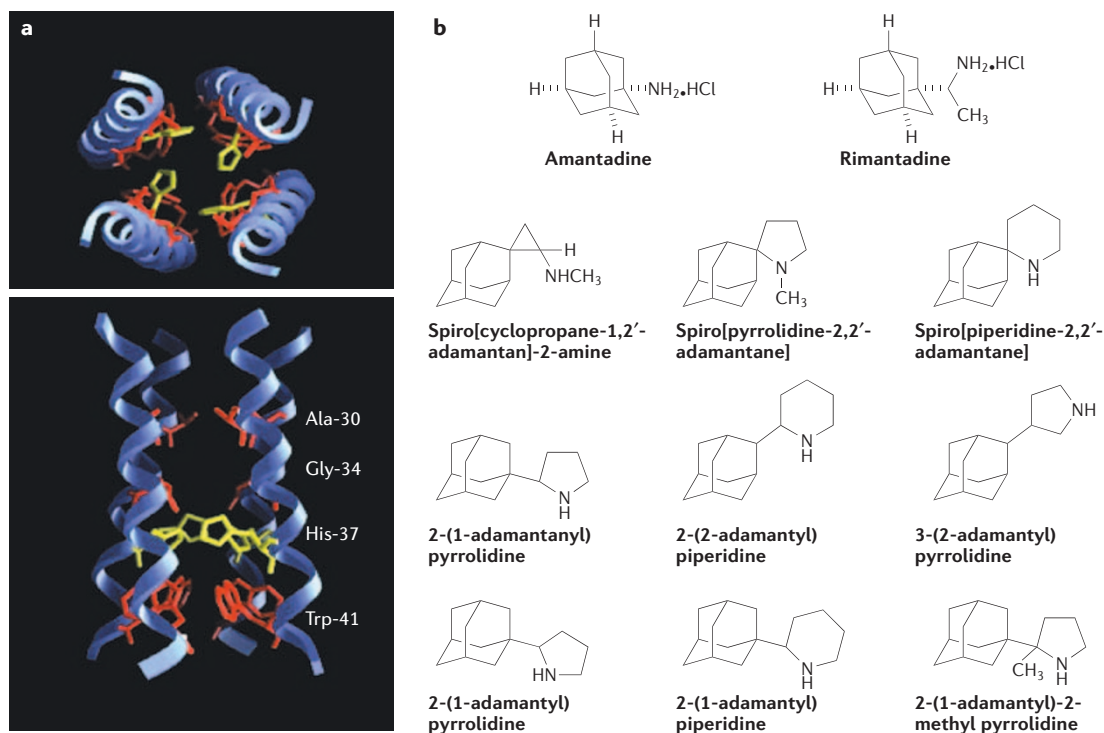 a
Ala-30
Gly-34
His-37
Trp-41
b
H
H
NH₂•HCl
H
Amantadine
H
NH₂•HCl
H
CH₃
H
Rimantadine
H
NHCH₃
Spiro[cyclopropane-1,2′-
adamantan]-2-amine
N
CH₃
Spiro[pyrrolidine-2,2′-
adamantane]
N
H
Spiro[piperidine-2,2′-
adamantane]
N
H
2-(1-adamantanyl)
pyrrolidine
N
H
2-(2-adamantyl)
piperidine
NH
3-(2-adamantyl)
pyrrolidine
HN
2-(1-adamantyl)
pyrrolidine
N
H
2-(1-adamantyl)
piperidine
CH₃
N
H
2-(1-adamantyl)-2-
methyl pyrrolidine